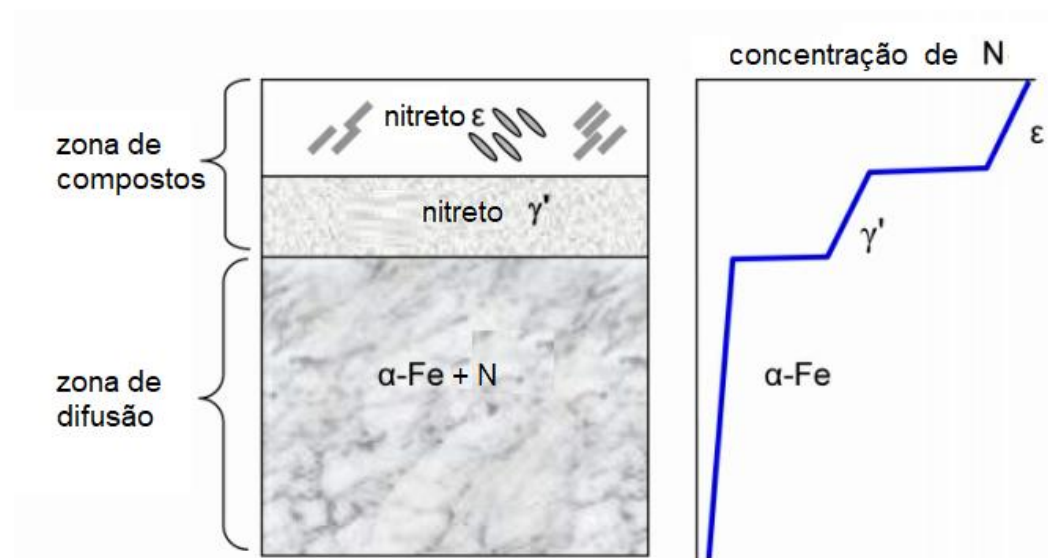 concentração de N
nitreto ε
ε
zona de
compostos
nitreto γ'
γ'
α-Fe + N
α-Fe
zona de
difusão